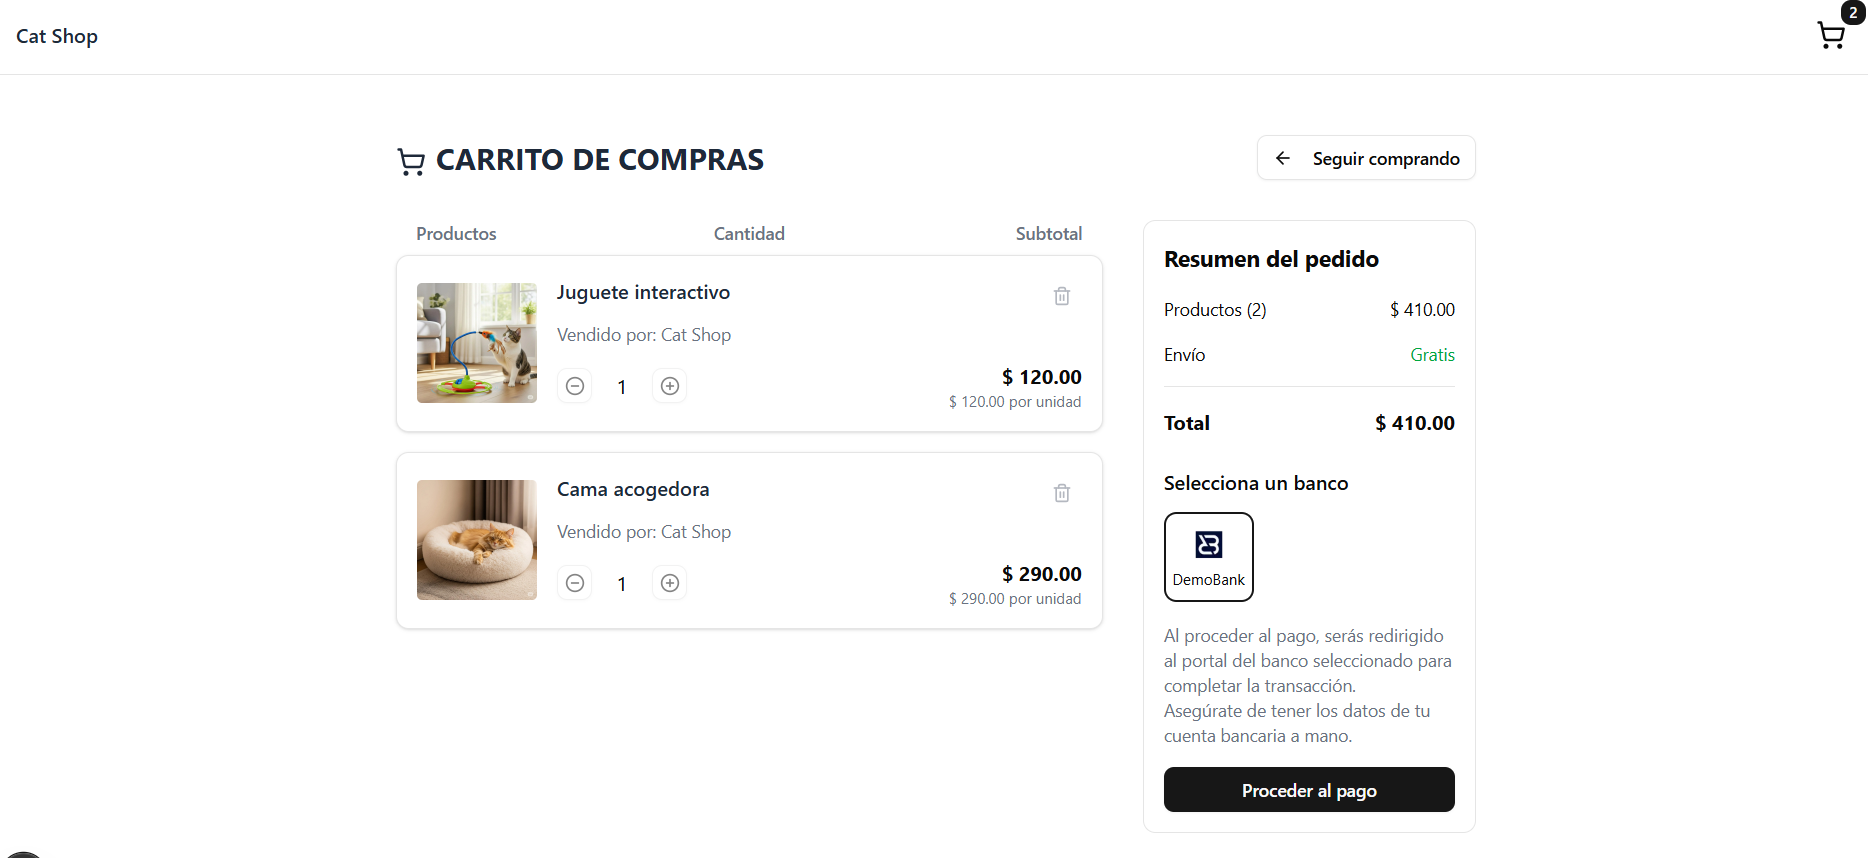 Cat Shop
2
CARRITO DE COMPRAS
Seguir comprando
Productos Cantidad Subtotal
Juguete interactivo
Vendido por: Cat Shop
1
$ 120.00
$ 120.00 por unidad
Cama acogedora
Vendido por: Cat Shop
1
$ 290.00
$ 290.00 por unidad
Resumen del pedido
Productos (2) $ 410.00
Envío Gratis
Total $ 410.00
Selecciona un banco
DemoBank
Al proceder al pago, serás redirigido
al portal del banco seleccionado para
completar la transacción.
Asegúrate de tener los datos de tu
cuenta bancaria a mano.
Proceder al pago